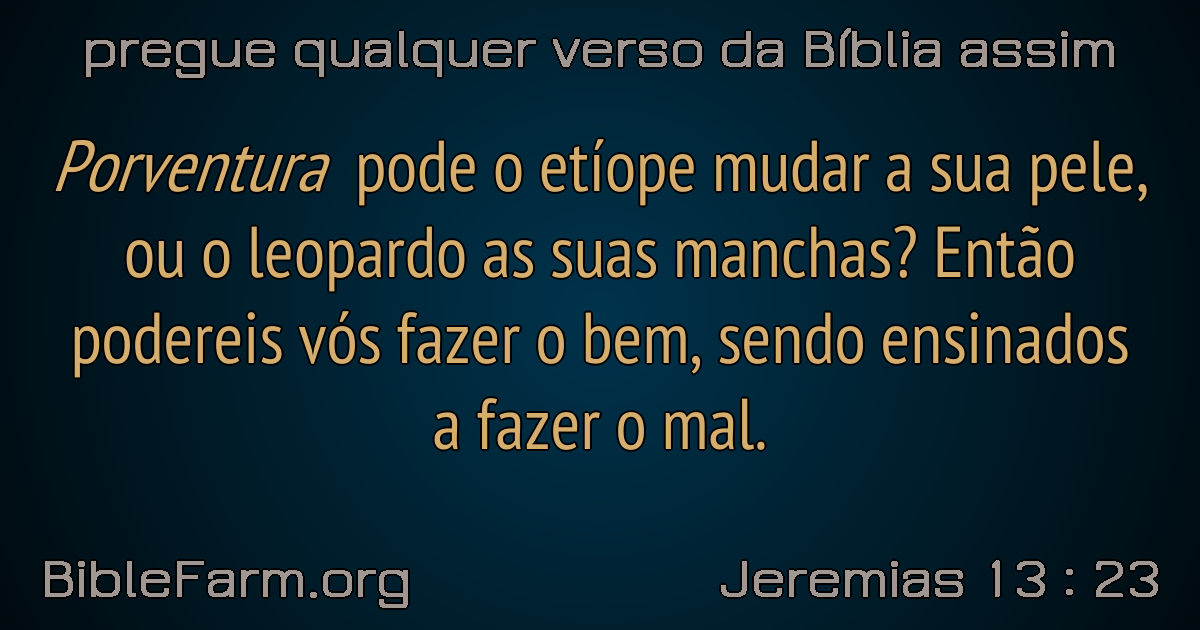 pregue qualquer verso da Bíblia assim
Porventura pode o etíope mudar a sua pele,
ou o leopardo as suas manchas? Então
podereis vós fazer o bem, sendo ensinados
a fazer o mal.
BibleFarm.org
Jeremias 13 : 23